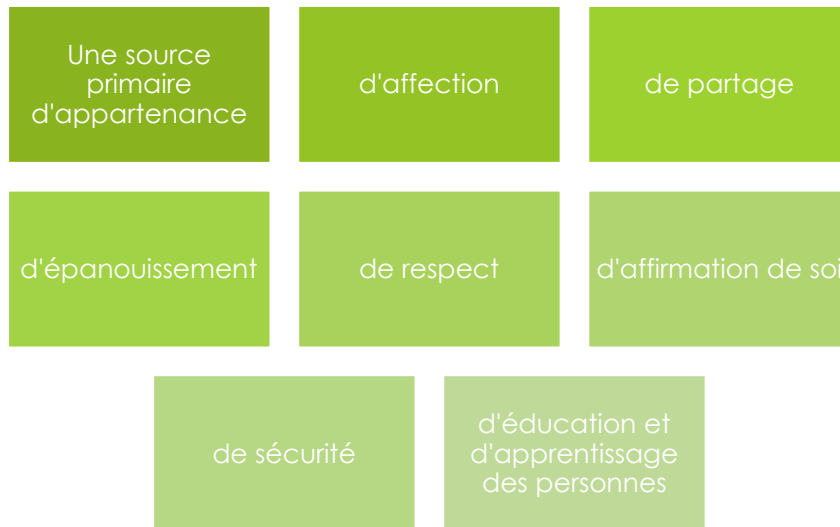 Une source
primaire
d'appartenance
d'affection
de partage
d'épanouissement
de respect
d'affirmation de soi
de sécurité
d'éducation et
d'apprentissage
des personnes